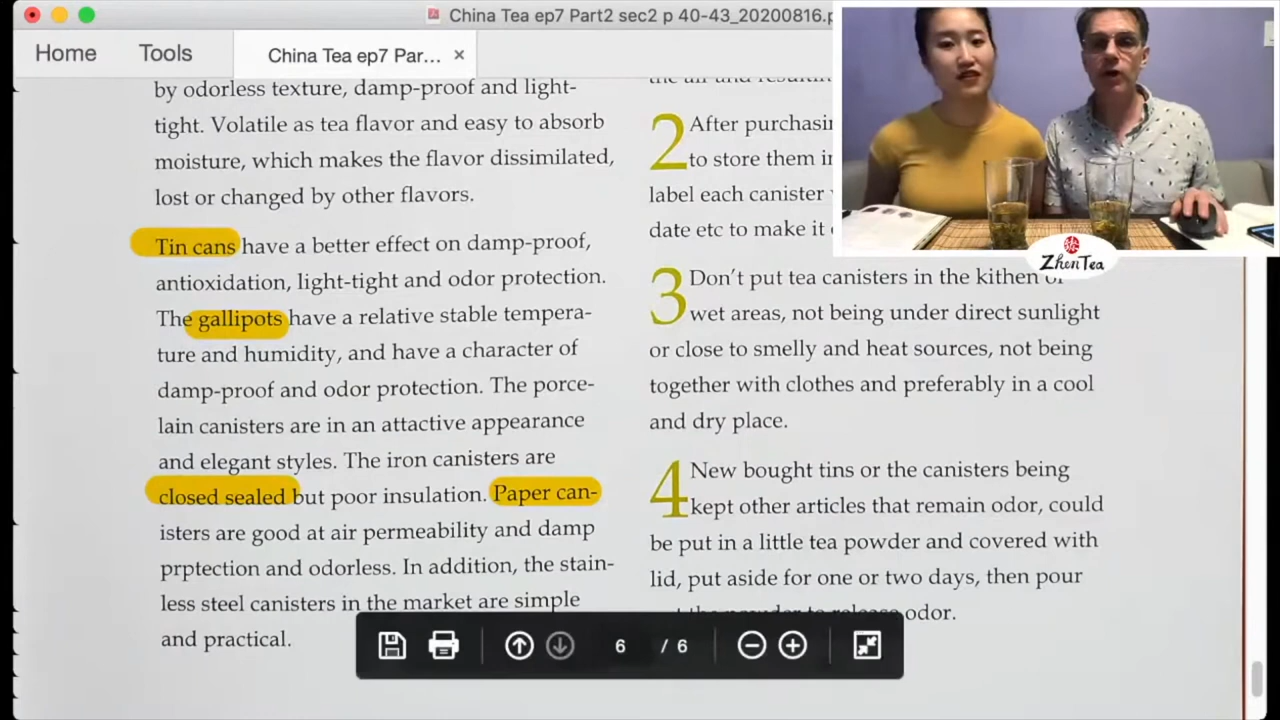 China Tea ep7 Part2 sec2 p 40-43_20200816.p
Home
Tools
China Tea ep7 Par...
by odorless texture, damp-proof and light-
tight. Volatile as tea flavor and easy to absorb
moisture, which makes the flavor dissimilated,
lost or changed by other flavors.
Tin cans have a better effect on damp-proof,
antioxidation, light-tight and odor protection.
The gallipots have a relative stable tempera-
ture and humidity, and have a character of
damp-proof and odor protection. The porce-
lain canisters are in an attactive appearance
and elegant styles. The iron canisters are
closed sealed but poor insulation. Paper can-
isters are good at air permeability and damp
prptection and odorless. In addition, the stain-
less steel canisters in the market are simple
and practical.
the air and
2 After purchasi
to store them in
label each canister
date etc to make it
3 Don't put tea canisters in the kithen or
wet areas, not being under direct sunlight
or close to smelly and heat sources, not being
together with clothes and preferably in a cool
and dry place.
4 New bought tins or the canisters being
kept other articles that remain odor, could
be put in a little tea powder and covered with
lid, put aside for one or two days, then pour
odor.
ZhenTea
6 / 6